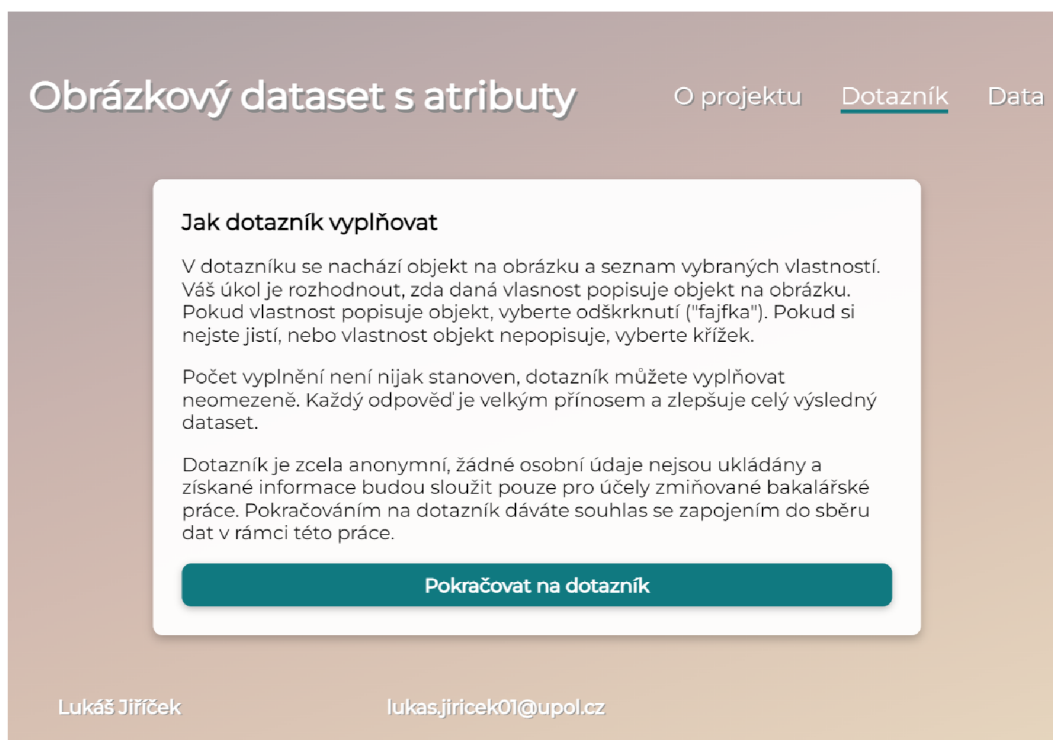 Obrázkový dataset s atributy
O projektu
Dotazník
Data
Jak dotazník vyplňovat
V dotazníku se nachází objekt na obrázku a seznam vybraných vlastností.
Váš úkol je rozhodnout, zda daná vlasnost popisuje objekt na obrázku.
Pokud vlastnost popisuje objekt, vyberte odškrknutí ("fajfka"). Pokud si
nejste jistí, nebo vlastnost objekt nepopisuje, vyberte křížek.
Počet vyplnění není nijak stanoven, dotazník můžete vyplňovat
neomezeně. Každý odpověď je velkým přínosem a zlepšuje celý výsledný
dataset.
Dotazník je zcela anonymní, žádné osobní údaje nejsou ukládány a
získané informace budou sloužit pouze pro účely zmiňované bakalářské
práce. Pokračováním na dotazník dáváte souhlas se zapojením do sběru
dat v rámci této práce.
Pokračovat na dotazník
Lukáš Jiříček
lukas.jiricek01@upol.cz